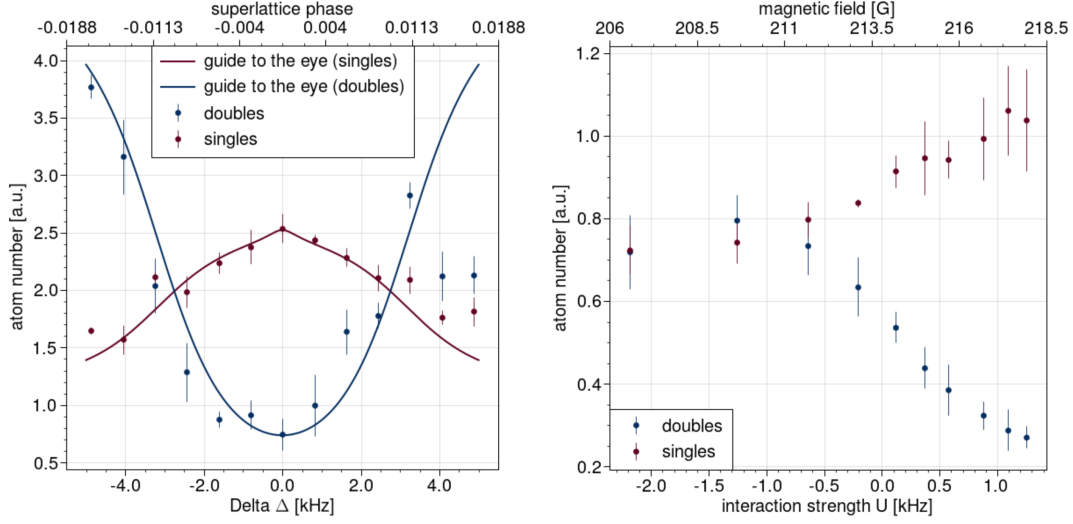 superlattice phase
-0.0188 -0.0113 -0.004 0.004 0.0113 0.0188
4.0
3.5
3.0
2.5
2.0
1.5
1.0
0.5
atom number [a.u.]
guide to the eye (singles)
guide to the eye (doubles)
doubles
singles
-4.0 -2.0 0.0 2.0 4.0
Delta Δ [kHz]
magnetic field [G]
206 208.5 211 213.5 216 218.5
1.2
1.0
0.8
0.6
0.4
0.2
atom number [a.u.]
doubles
singles
-2.0 -1.5 -1.0 -0.5 0.0 0.5 1.0
interaction strength U [kHz]